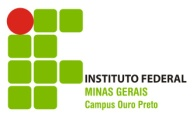 INSTITUTO FEDERAL
MINAS GERAIS
Campus Ouro Preto